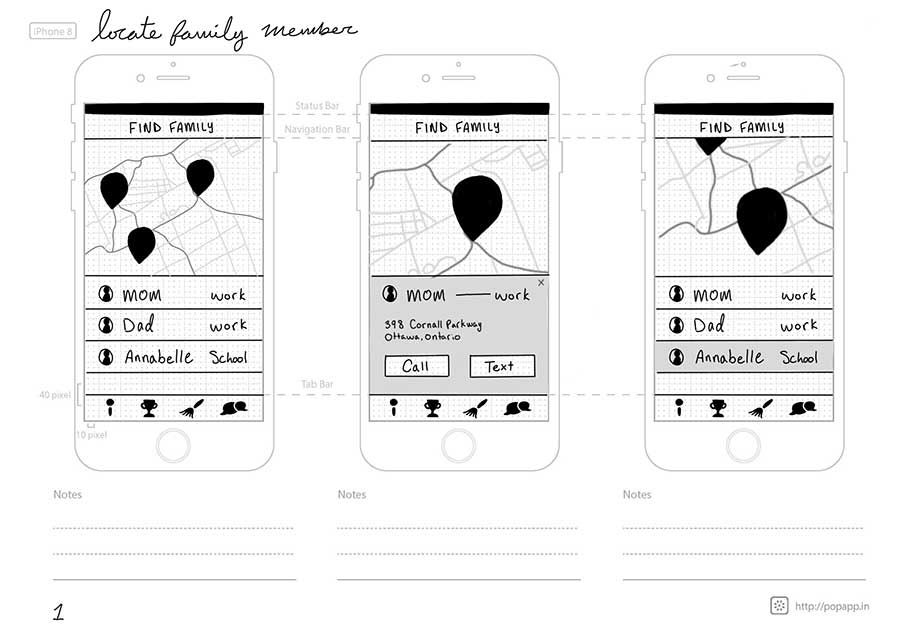 iPhone 8
locate family member
Status Bar
Navigation Bar
FIND FAMILY
MOM work
Dad work
Annabelle School
FIND FAMILY
x
MOM work
398 Cornall Parkway
Ottawa, Ontario
Call Text
FIND FAMILY
MOM work
Dad work
Annabelle School
Tab Bar
40 pixel
10 pixel
Notes
Notes
Notes
1
http://popapp.in